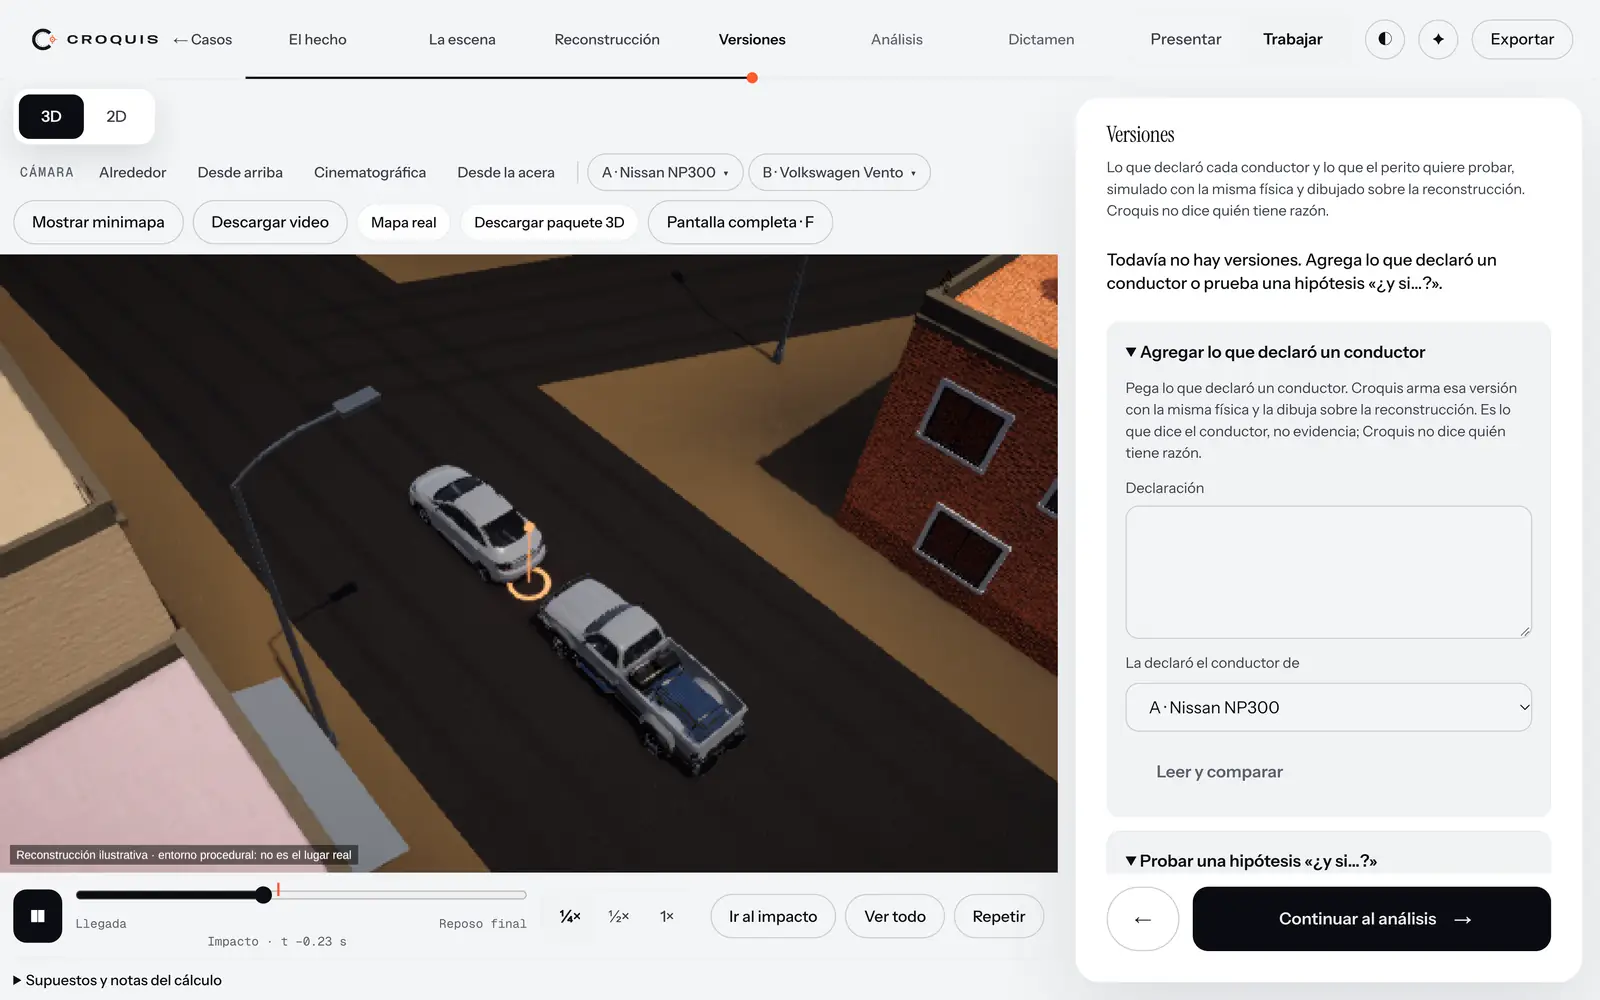 CROQUIS
← Casos
El hecho
La escena
Reconstrucción
Versiones
Análisis
Dictamen
Presentar
Trabajar
Exportar
3D
2D
CÁMARA
Alrededor
Desde arriba
Cinematográfica
Desde la acera
A · Nissan NP300 ▾
B · Volkswagen Vento ▾
Mostrar minimapa
Descargar video
Mapa real
Descargar paquete 3D
Pantalla completa · F
Reconstrucción ilustrativa · entorno procedural: no es el lugar real
Llegada
Reposo final
Impacto · t −0.23 s
¼×
½×
1×
Ir al impacto
Ver todo
Repetir
▶ Supuestos y notas del cálculo
Versiones
Lo que declaró cada conductor y lo que el perito quiere probar,
simulado con la misma física y dibujado sobre la reconstrucción.
Croquis no dice quién tiene razón.
Todavía no hay versiones. Agrega lo que declaró un
conductor o prueba una hipótesis «¿y si…?».
▼ Agregar lo que declaró un conductor
Pega lo que declaró un conductor. Croquis arma esa versión
con la misma física y la dibuja sobre la reconstrucción. Es lo
que dice el conductor, no evidencia; Croquis no dice quién
tiene razón.
Declaración
La declaró el conductor de
A · Nissan NP300
Leer y comparar
▼ Probar una hipótesis «¿y si…?»
←
Continuar al análisis →